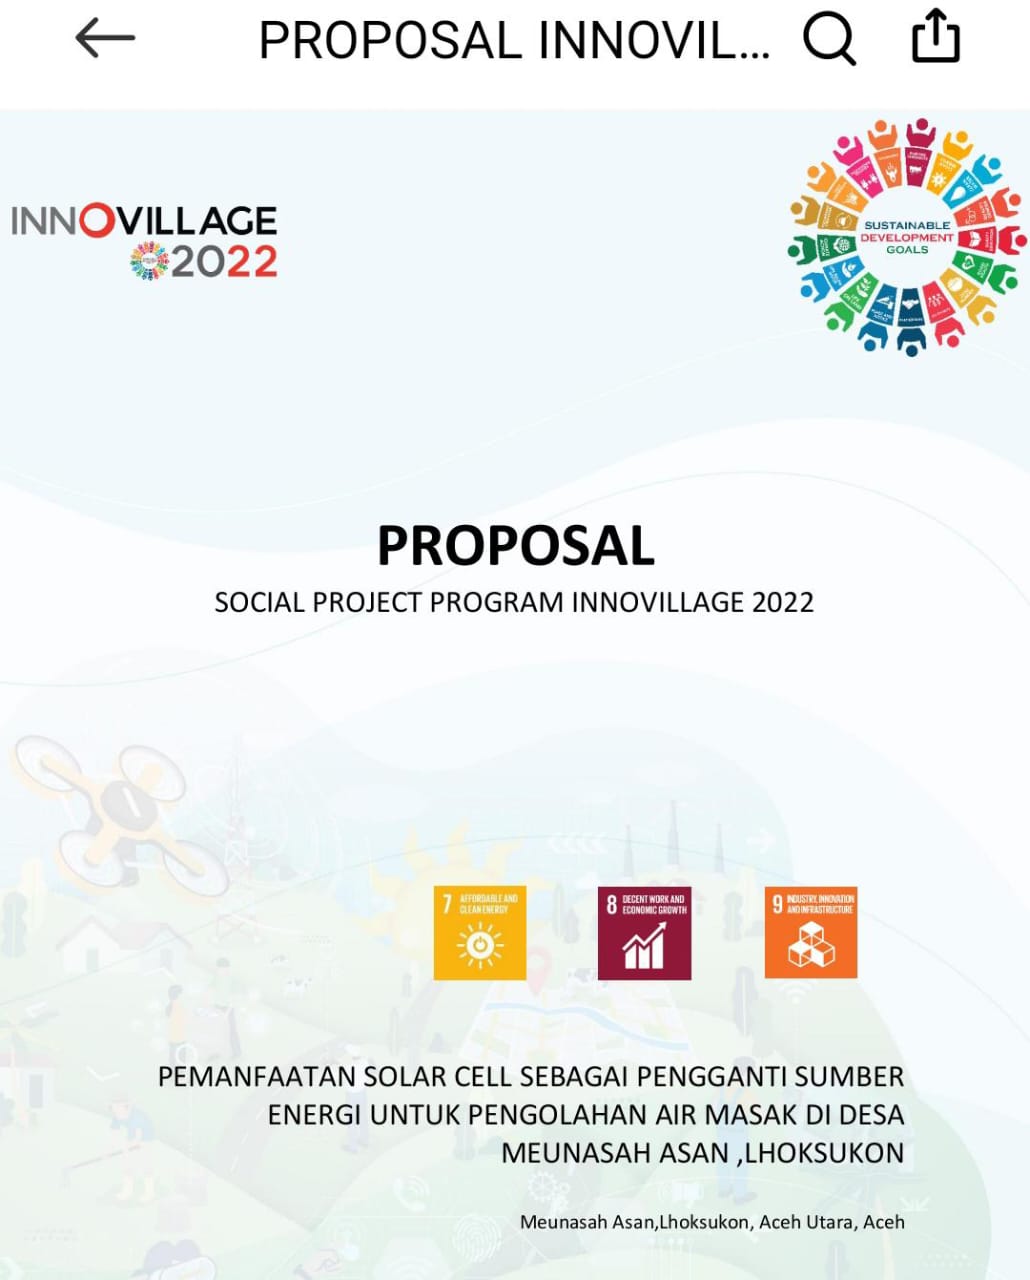 PROPOSAL INNOVIL...
INNOVILLAGE
2022
SUSTAINABLE
DEVELOPMENT
GOALS
PROPOSAL
SOCIAL PROJECT PROGRAM INNOVILLAGE 2022
7 AFFORDABLE AND
CLEAN ENERGY
8 DECENT WORK AND
ECONOMIC GROWTH
9 INDUSTRY, INNOVATION
AND INFRASTRUCTURE
PEMANFAATAN SOLAR CELL SEBAGAI PENGGANTI SUMBER
ENERGI UNTUK PENGOLAHAN AIR MASAK DI DESA
MEUNASAH ASAN ,LHOKSUKON
Meunasah Asan,Lhoksukon, Aceh Utara, Aceh